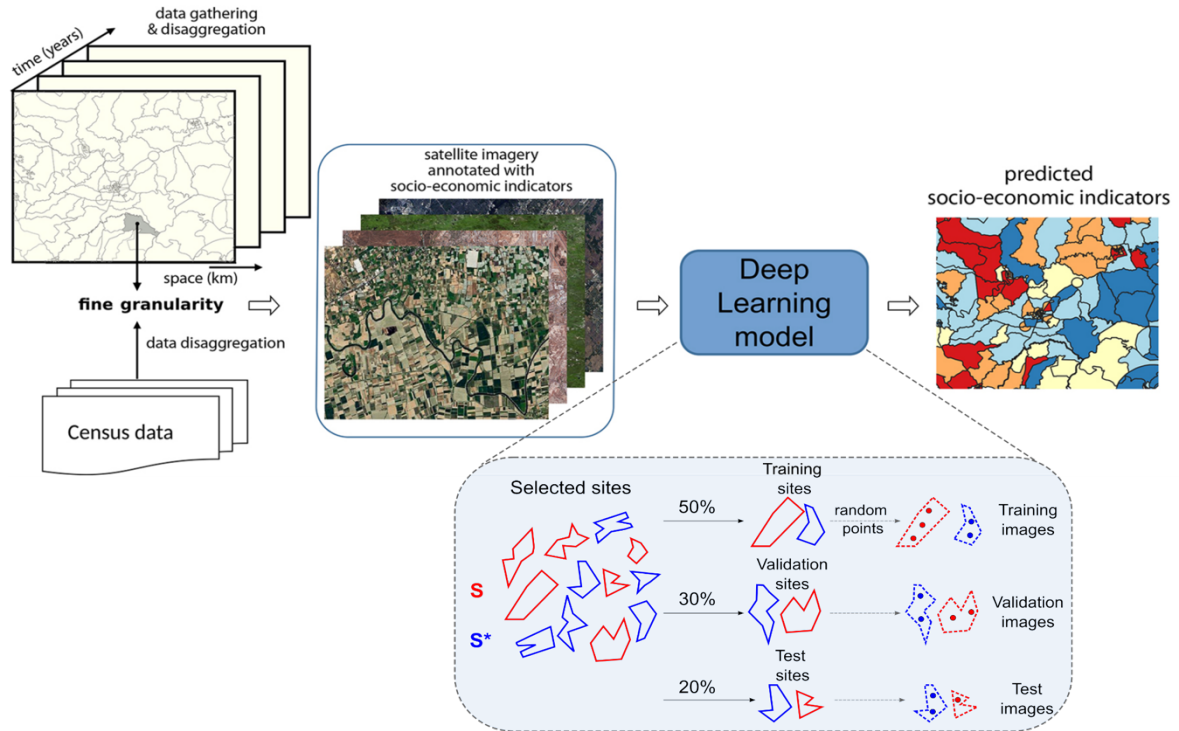 data gathering
& disaggregation
time (years)
space (km)
fine granularity
data disaggregation
Census data
satellite imagery
annotated with
socio-economic indicators
Deep
Learning
model
predicted
socio-economic indicators
Selected sites
S
S*
50%
Training
sites
random
points
Training
images
30%
Validation
sites
Validation
images
20%
Test
sites
Test
images